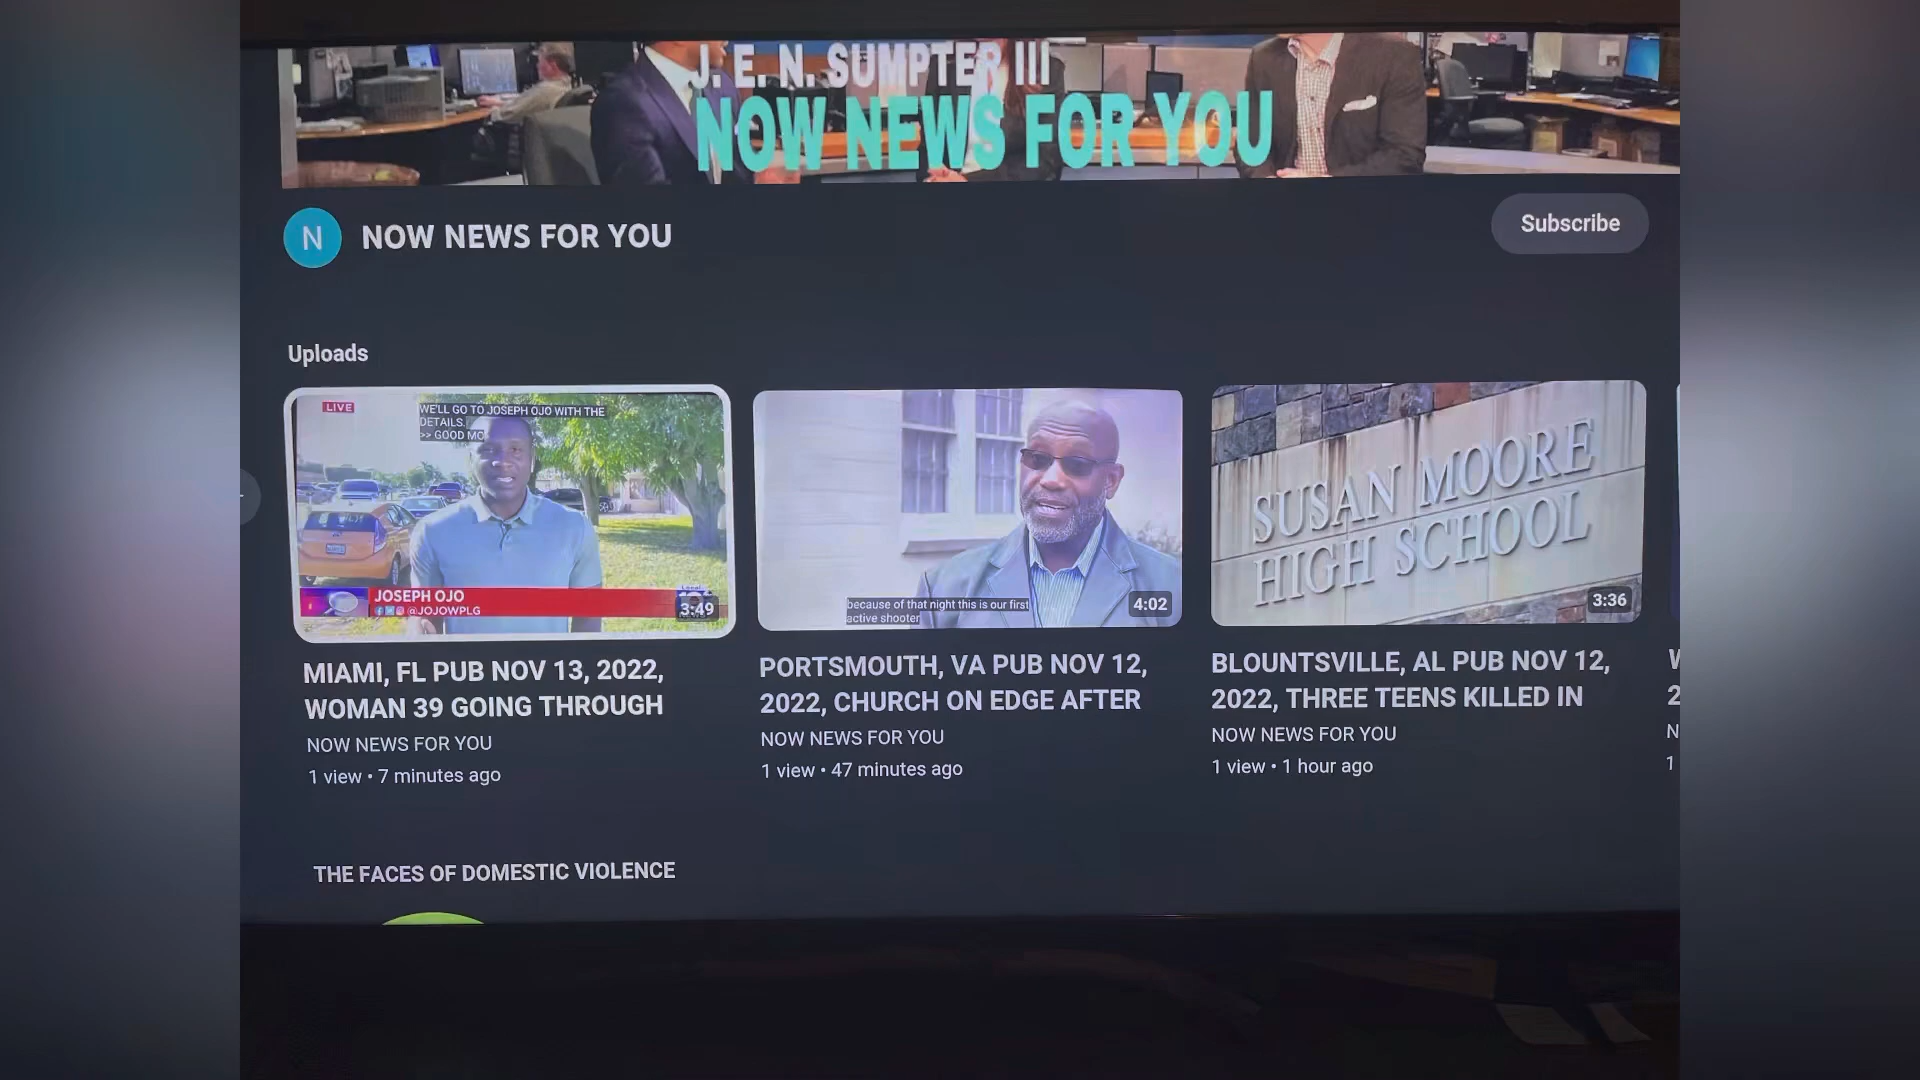 J. E. N. SUMPTER III
NOW NEWS FOR YOU
N
NOW NEWS FOR YOU
Subscribe
Uploads
LIVE
WE'LL GO TO JOSEPH OJO WITH THE
DETAILS.
>> GOOD MO
JOSEPH OJO
@JOJOWPLG
3:49
MIAMI, FL PUB NOV 13, 2022,
WOMAN 39 GOING THROUGH
NOW NEWS FOR YOU
1 view • 7 minutes ago
because of that night this is our first
active shooter
4:02
PORTSMOUTH, VA PUB NOV 12,
2022, CHURCH ON EDGE AFTER
NOW NEWS FOR YOU
1 view • 47 minutes ago
SUSAN MOORE
HIGH SCHOOL
3:36
BLOUNTSVILLE, AL PUB NOV 12,
2022, THREE TEENS KILLED IN
NOW NEWS FOR YOU
1 view • 1 hour ago
THE FACES OF DOMESTIC VIOLENCE